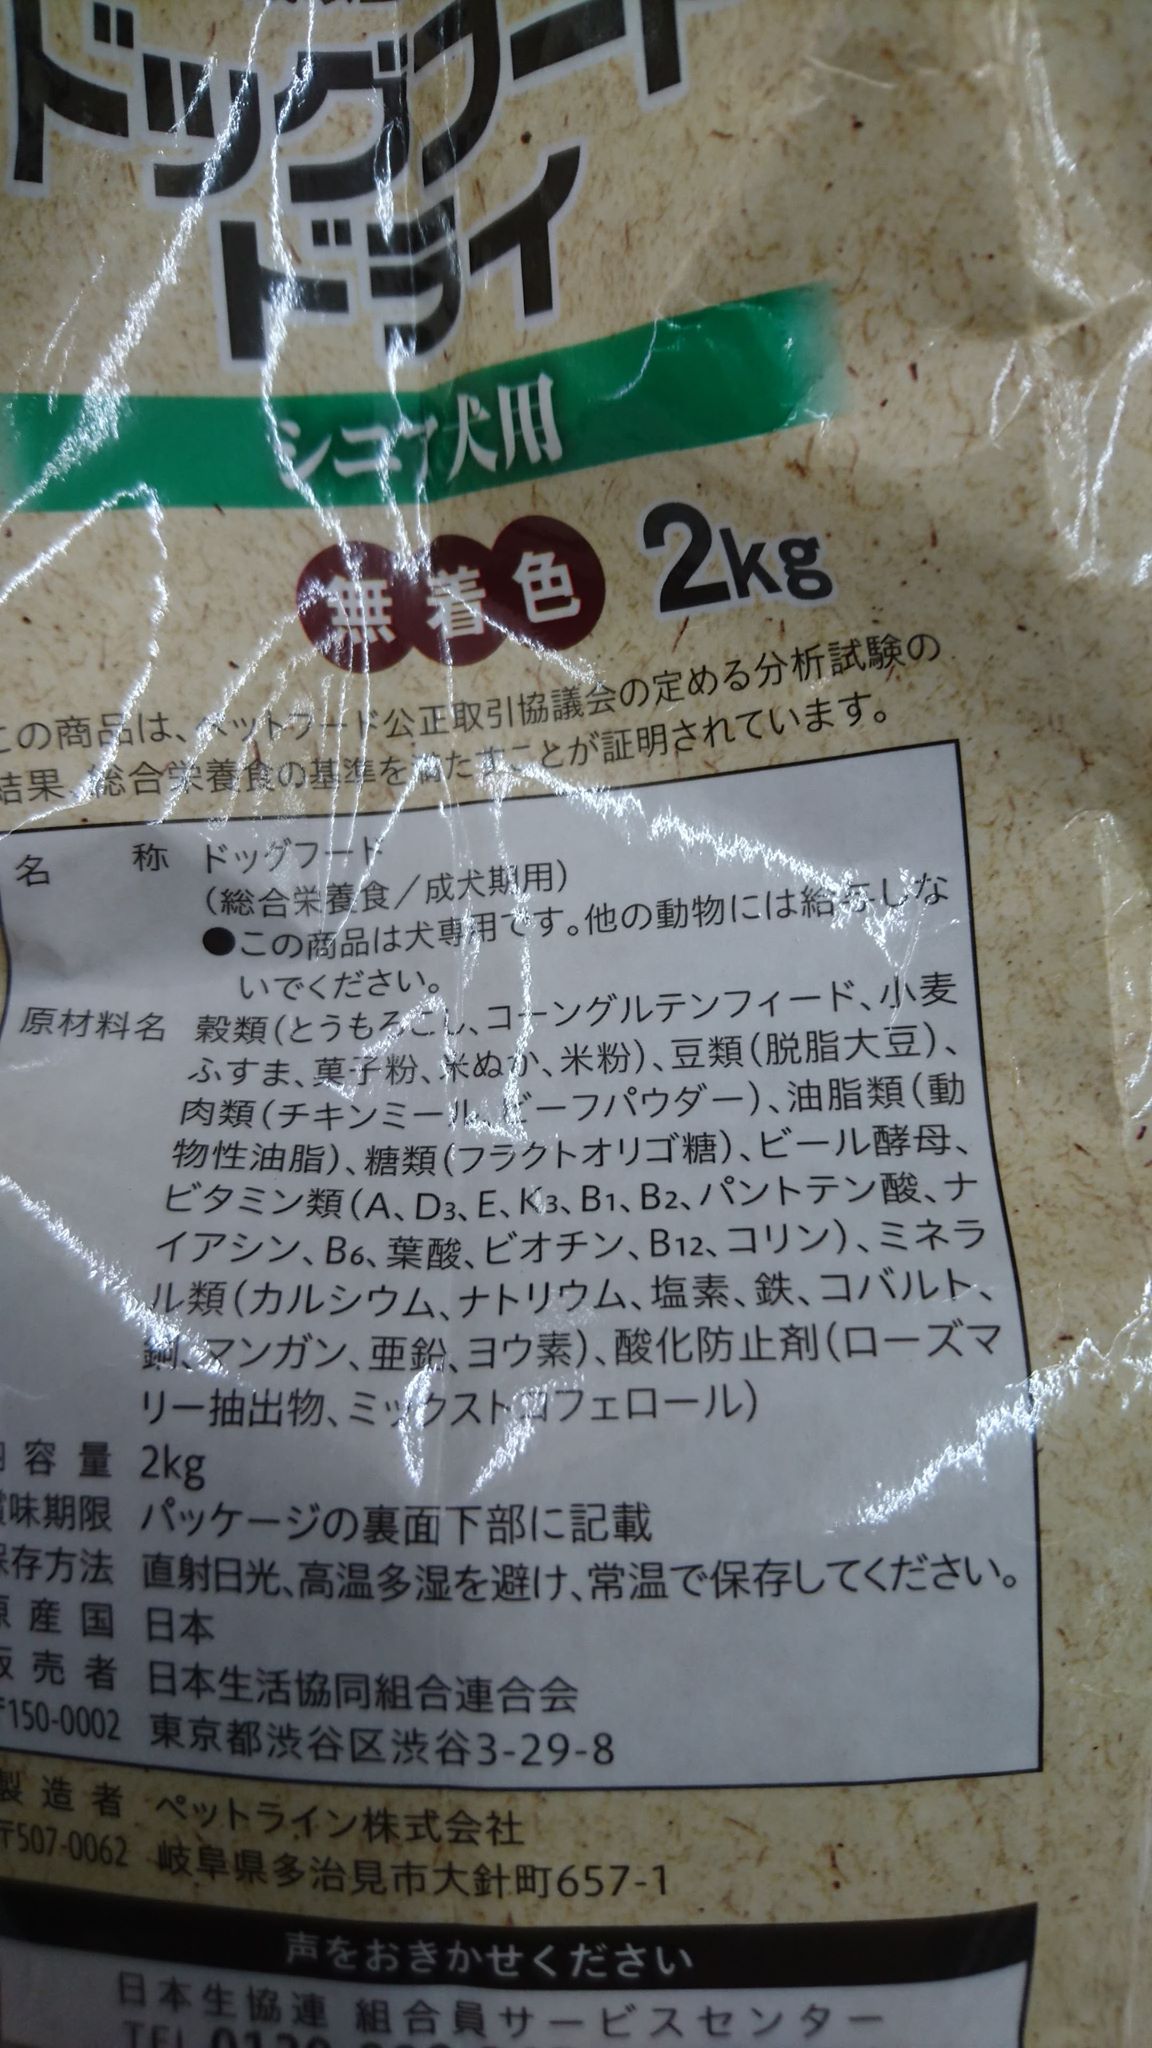 ドッグフード
ドライ
シニア犬用
無着色 2kg
この商品は、ペットフード公正取引協議会の定める分析試験の
結果、総合栄養食の基準を満たすことが証明されています。
名 称 ドッグフード
(総合栄養食/成犬期用)
●この商品は犬専用です。他の動物には給与しな
いでください。
原材料名 穀類(とうもろこし、コーングルテンフィード、小麦
ふすま、菓子粉、米ぬか、米粉)、豆類(脱脂大豆)、
肉類(チキンミール、ビーフパウダー)、油脂類(動
物性油脂)、糖類(フラクトオリゴ糖)、ビール酵母、
ビタミン類(A、D3、E、K3、B1、B2、パントテン酸、ナ
イアシン、B6、葉酸、ビオチン、B12、コリン)、ミネラ
ル類(カルシウム、ナトリウム、塩素、鉄、コバルト、
銅、マンガン、亜鉛、ヨウ素)、酸化防止剤(ローズマ
リー抽出物、ミックストコフェロール)
内容量 2kg
賞味期限 パッケージの裏面下部に記載
保存方法 直射日光、高温多湿を避け、常温で保存してください。
原産国 日本
販売者 日本生活協同組合連合会
〒150-0002 東京都渋谷区渋谷3-29-8
製造者 ペットライン株式会社
〒507-0062 岐阜県多治見市大針町657-1
声をおきかせください
日本生協連 組合員サービスセンター
TEL